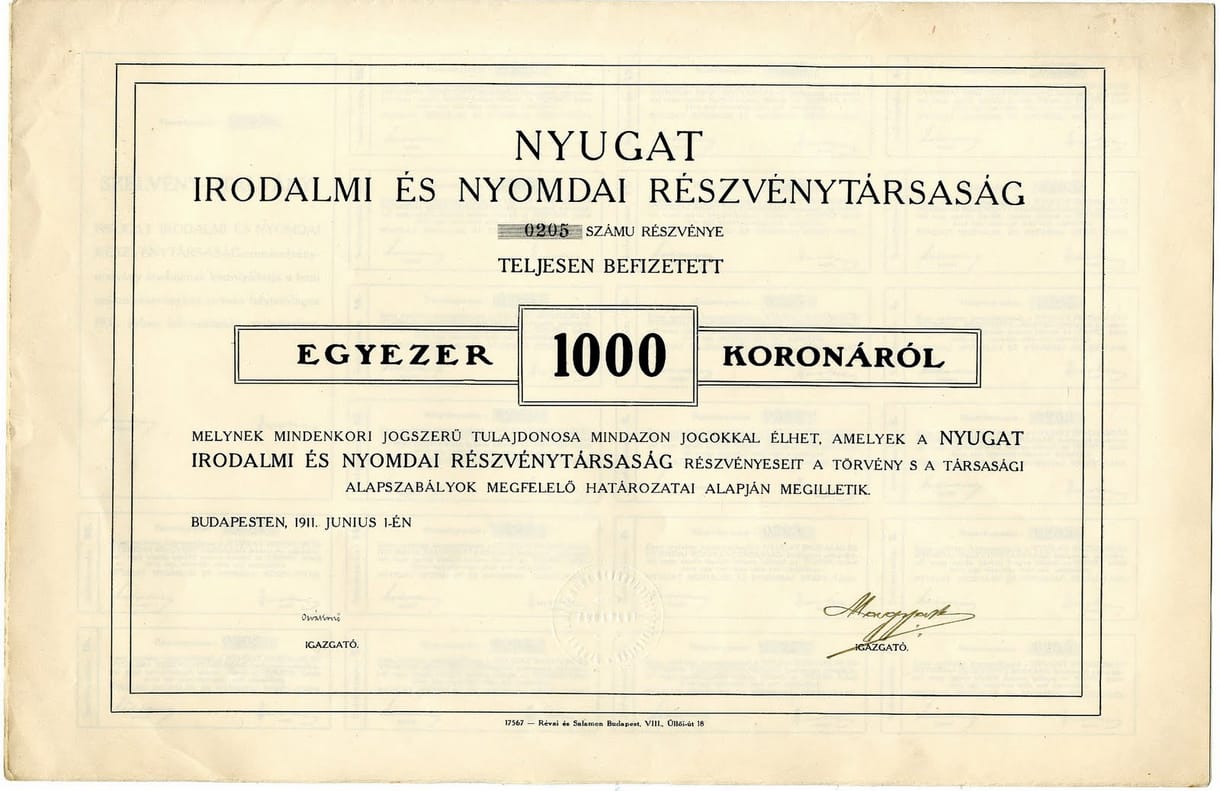 NYUGAT
IRODALMI ÉS NYOMDAI RÉSZVÉNYTÁRSASÁG
0205 SZÁMU RÉSZVÉNYE
TELJESEN BEFIZETETT
EGYEZER 1000 KORONÁRÓL
MELYNEK MINDENKORI JOGSZERŰ TULAJDONOSA MINDAZON JOGOKKAL ÉLHET, AMELYEK A NYUGAT
IRODALMI ÉS NYOMDAI RÉSZVÉNYTÁRSASÁG RÉSZVÉNYESEIT A TÖRVÉNY S A TÁRSASÁGI
ALAPSZABÁLYOK MEGFELELŐ HATÁROZATAI ALAPJÁN MEGILLETIK.
BUDAPESTEN, 1911. JUNIUS 1-ÉN
IGAZGATÓ.
IGAZGATÓ.
17567 — Révai és Salamon Budapest, VIII., Üllői-út 18